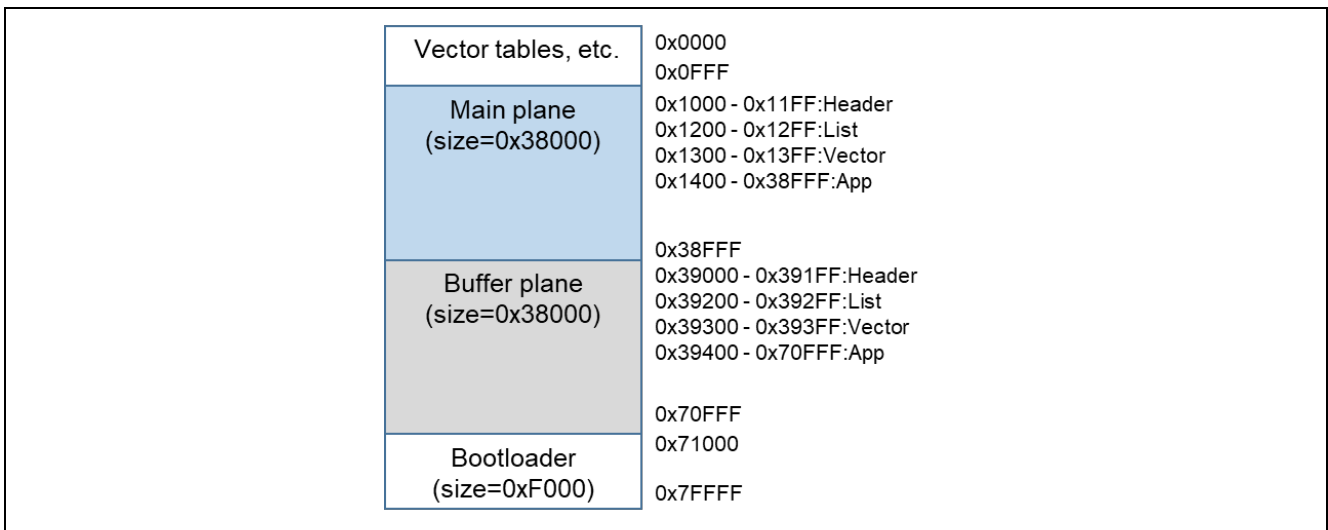 Vector tables, etc.
0x0000
0x0FFF
Main plane
(size=0x38000)
0x1000 - 0x11FF:Header
0x1200 - 0x12FF:List
0x1300 - 0x13FF:Vector
0x1400 - 0x38FFF:App
0x38FFF
Buffer plane
(size=0x38000)
0x39000 - 0x391FF:Header
0x39200 - 0x392FF:List
0x39300 - 0x393FF:Vector
0x39400 - 0x70FFF:App
0x70FFF
Bootloader
(size=0xF000)
0x71000
0x7FFFF